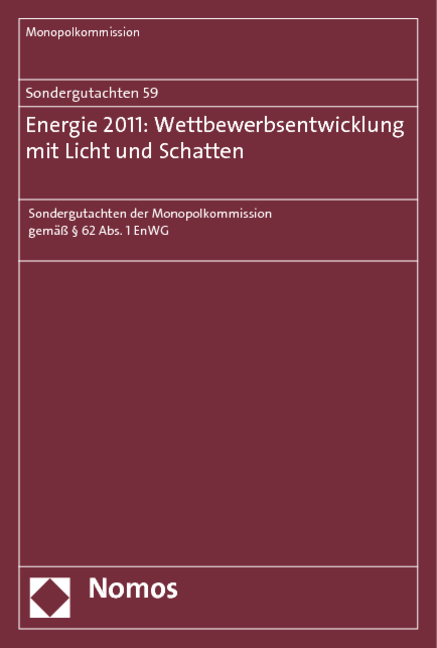 Monopolkommission
Sondergutachten 59
Energie 2011: Wettbewerbsentwicklung
mit Licht und Schatten
Sondergutachten der Monopolkommission
gemäß § 62 Abs. 1 EnWG
Nomos